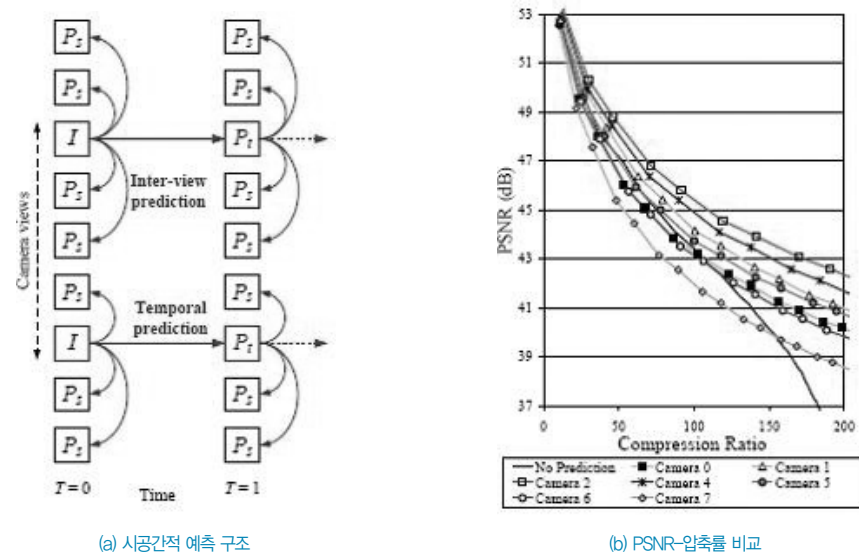 P_s P_s
P_s P_s
I P_t
Inter-view
prediction
P_s P_s
P_s P_s
Camera views
P_s P_s
Temporal
prediction
I P_t
P_s P_s
P_s P_s
T = 0 Time T = 1
(a) 시공간적 예측 구조
53
51
49
47
45
43
41
39
37
PSNR (dB)
0 50 100 150 200
Compression Ratio
No Prediction Camera 0 Camera 1
Camera 2 Camera 4 Camera 5
Camera 6 Camera 7
(b) PSNR-압축률 비교